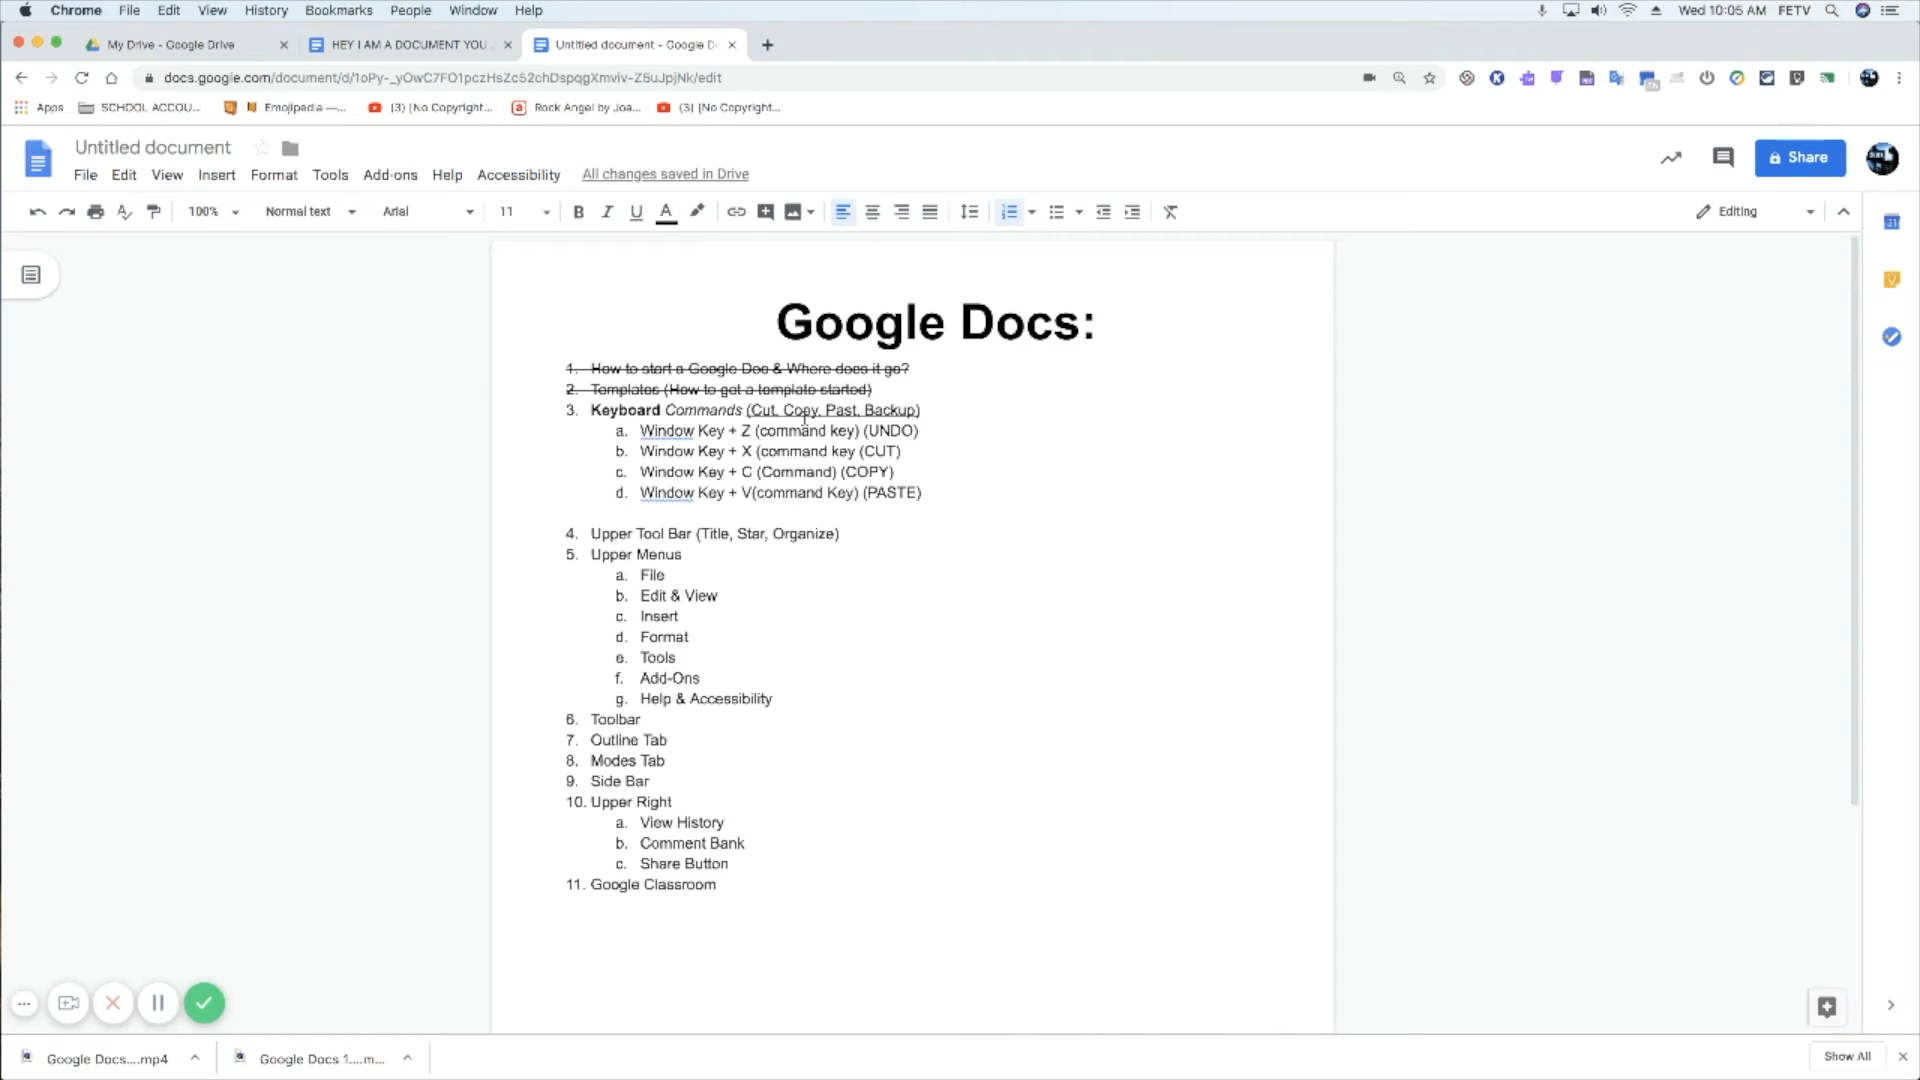 Chrome File Edit View History Bookmarks People Window Help Wed 10:05 AM FETV
My Drive - Google Drive HEY I AM A DOCUMENT YOU Untitled document - Google D
docs.google.com/document/d/1oPy-_yOwC7FO1pczHsZc52chDspqgXmviv-Z5uJpjNk/edit
Apps SCHOOL ACCOU... Emojipedia —... (3) [No Copyright... Rock Angel by Joa... (3) [No Copyright...
Untitled document
File Edit View Insert Format Tools Add-ons Help Accessibility All changes saved in Drive
Share
100% Normal text Arial 11 B I U A Editing
Google Docs:
1. How to start a Google Doc & Where does it go?
2. Templates (How to get a template started)
3. Keyboard Commands (Cut, Copy, Past, Backup)
a. Window Key + Z (command key) (UNDO)
b. Window Key + X (command key (CUT)
c. Window Key + C (Command) (COPY)
d. Window Key + V(command Key) (PASTE)
4. Upper Tool Bar (Title, Star, Organize)
5. Upper Menus
a. File
b. Edit & View
c. Insert
d. Format
e. Tools
f. Add-Ons
g. Help & Accessibility
6. Toolbar
7. Outline Tab
8. Modes Tab
9. Side Bar
10. Upper Right
a. View History
b. Comment Bank
c. Share Button
11. Google Classroom
Google Docs....mp4 Google Docs 1....m... Show All